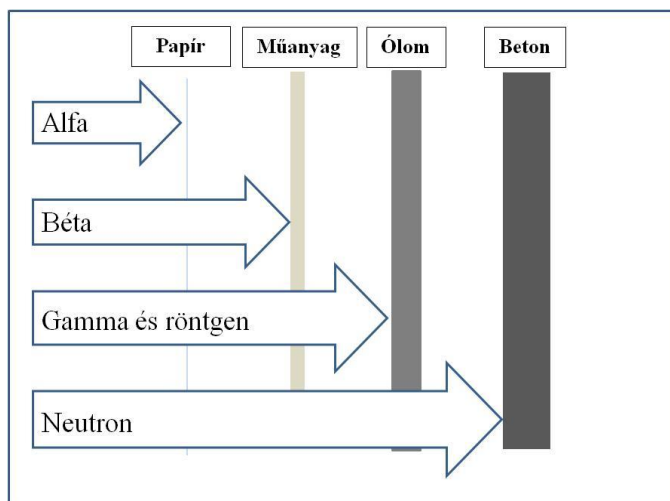 Papír
Műanyag
Ólom
Beton
Alfa
Béta
Gamma és röntgen
Neutron